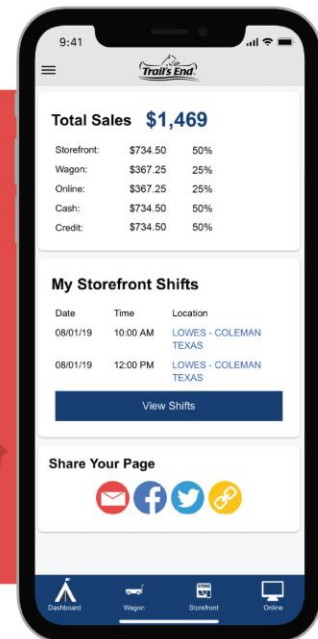 9:41
Trail's End
Total Sales $1,469
Storefront: $734.50 50%
Wagon: $367.25 25%
Online: $367.25 25%
Cash: $734.50 50%
Credit: $734.50 50%
My Storefront Shifts
Date Time Location
08/01/19 10:00 AM LOWES - COLEMAN
TEXAS
08/01/19 12:00 PM LOWES - COLEMAN
TEXAS
View Shifts
Share Your Page
STORE
Dashboard Wagon Storefront Online